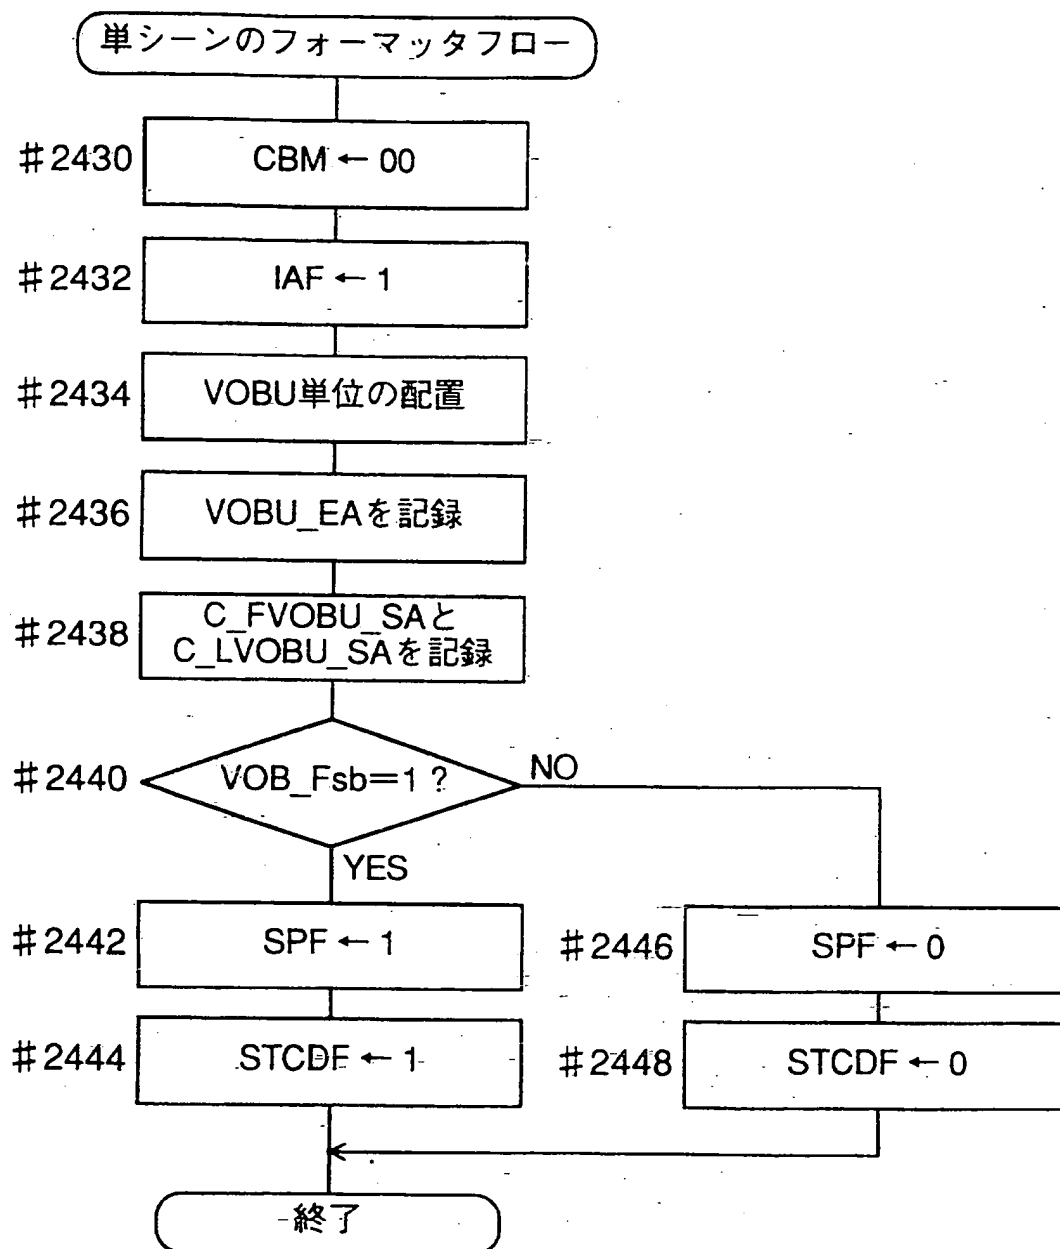 単シーンのフォーマッタフロー
#2430
CBM ← 00
#2432
IAF ← 1
#2434
VOBU単位の配置
#2436
VOBU_EAを記録
#2438
C_FVOBU_SAと
C_LVOBU_SAを記録
#2440
VOB_Fsb=1 ?
NO
YES
#2442
SPF ← 1
#2446
SPF ← 0
#2444
STCDF ← 1
#2448
STCDF ← 0
終了